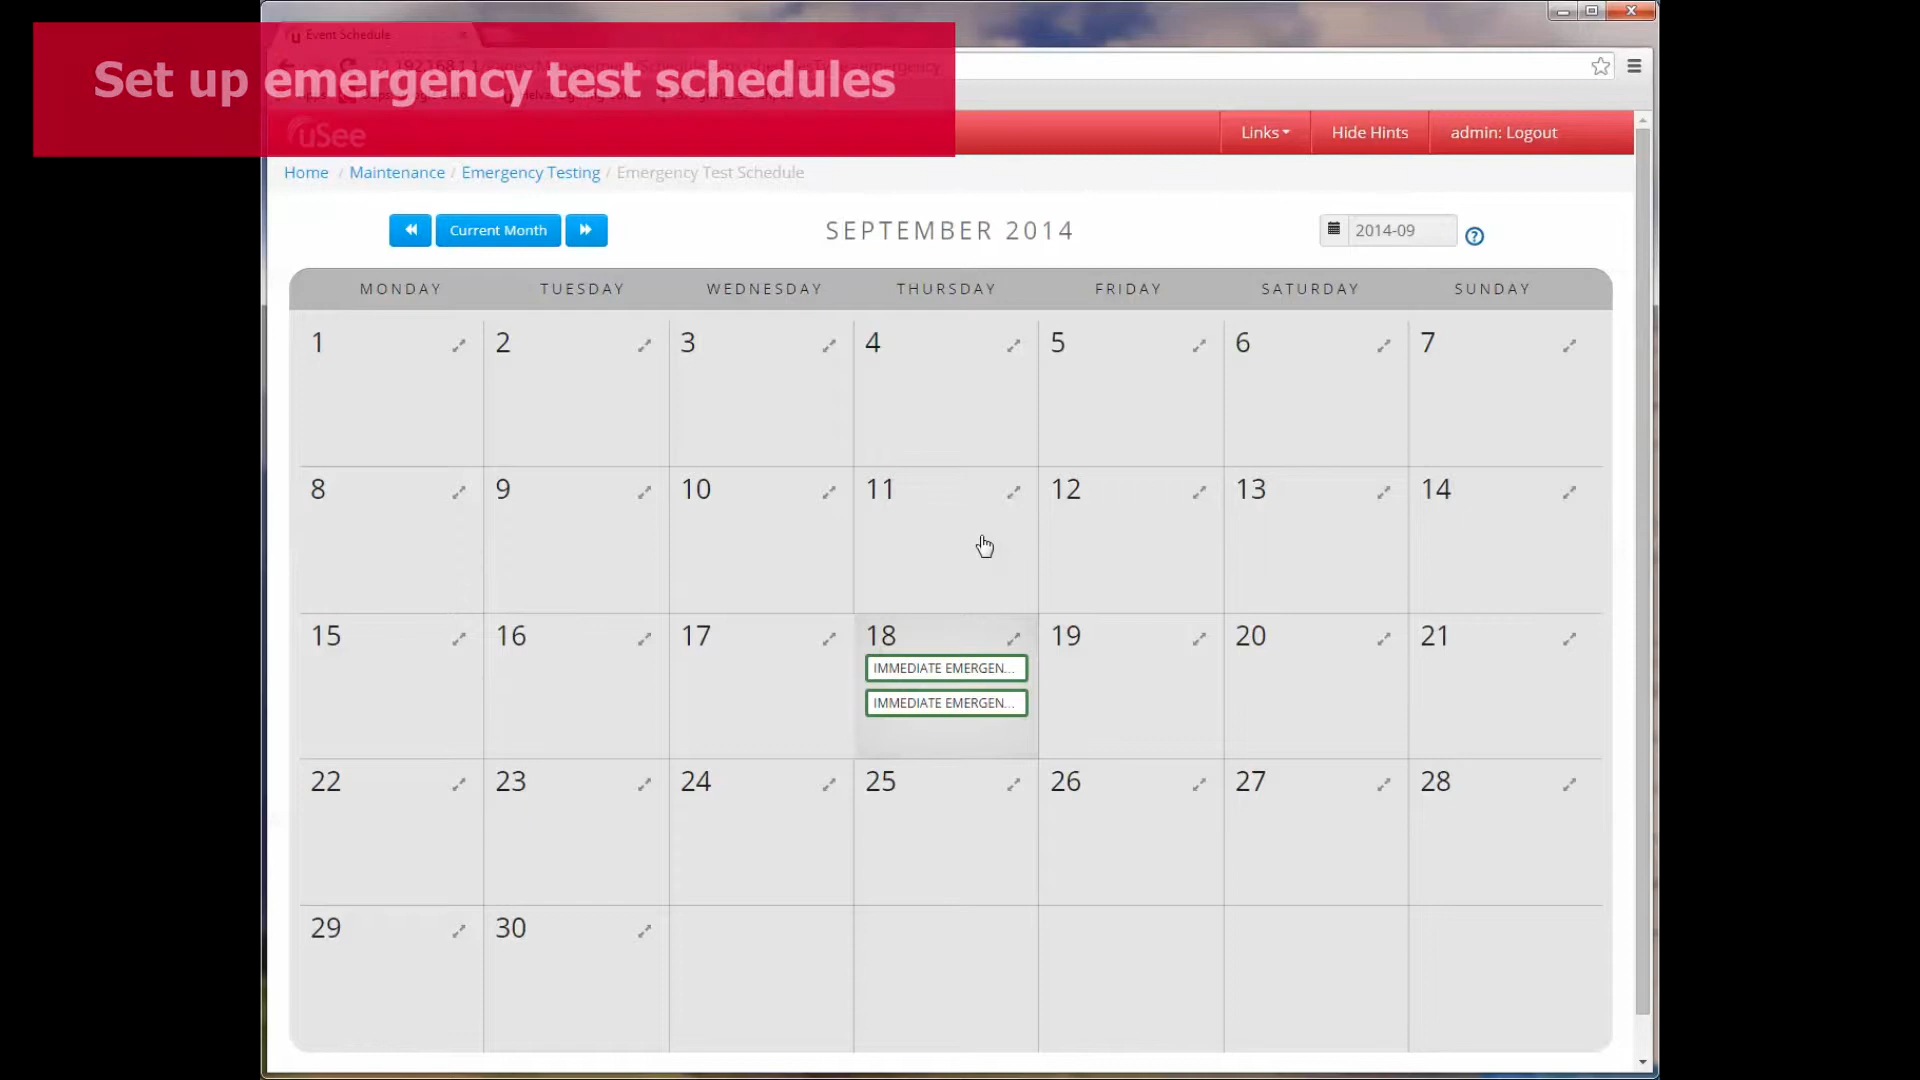 Event Schedule
Set up emergency test schedules
uSee
Links
Hide Hints
admin: Logout
Home / Maintenance / Emergency Testing / Emergency Test Schedule
Current Month
SEPTEMBER 2014
2014-09
?
MONDAY TUESDAY WEDNESDAY THURSDAY FRIDAY SATURDAY SUNDAY
1 2 3 4 5 6 7
8 9 10 11 12 13 14
15 16 17 18 19 20 21
IMMEDIATE EMERGEN...
IMMEDIATE EMERGEN...
22 23 24 25 26 27 28
29 30